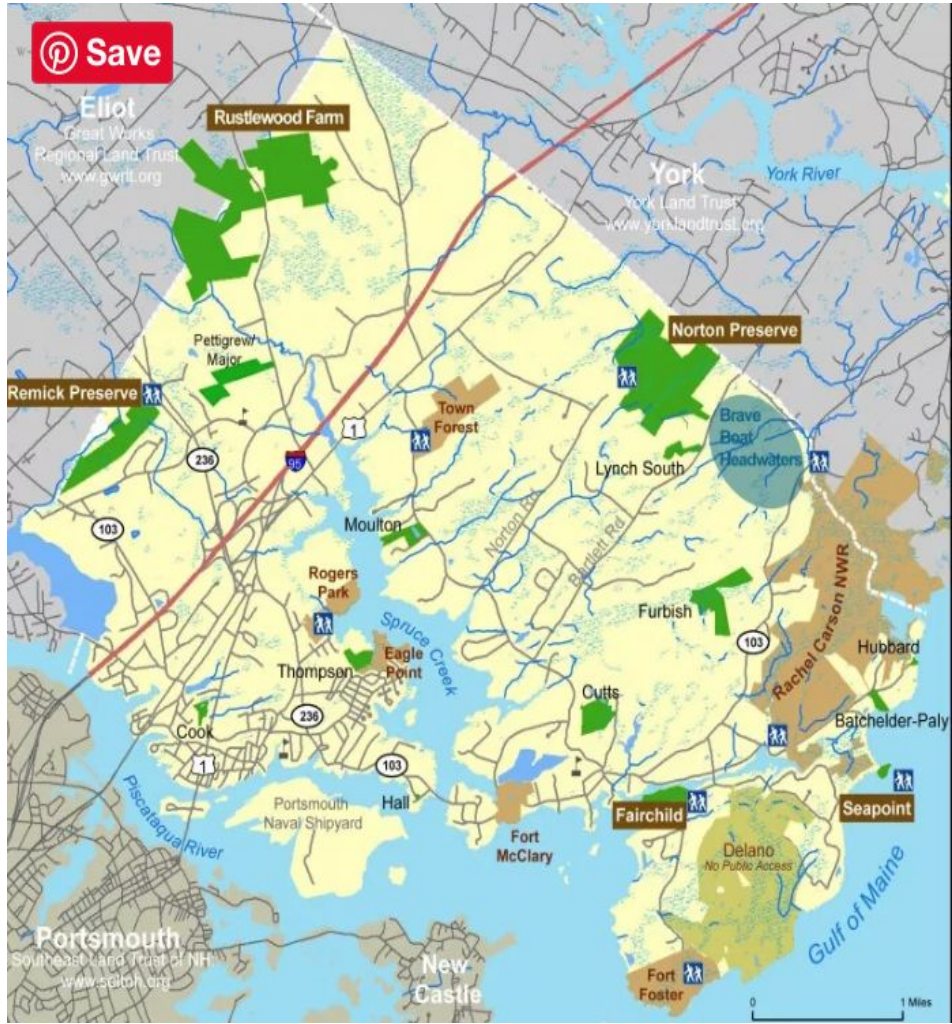 Save
Eliot
Great Works
Regional Land Trust
www.gwrlt.org
Rustlewood Farm
York
York Land Trust
www.yorklandtrust.org
York River
Pettigrew/
Major
Norton Preserve
Remick Preserve
Town
Forest
1
Brave
Boat
Headwaters
236
95
Lynch South
103
Moulton
Norton Rd
Bartlett Rd
Rogers
Park
Furbish
103
Rachel Carson NWR
Hubbard
Spruce Creek
Thompson
Eagle
Point
Cutts
Batchelder-Paly
236
Cook
1
103
Piscataqua River
Portsmouth
Naval Shipyard
Hall
Fairchild
Seapoint
Fort
McClary
Delano
No Public Access
Gulf of Maine
Portsmouth
Southeast Land Trust of NH
www.seltnh.org
New
Castle
Fort
Foster
0
1 Miles